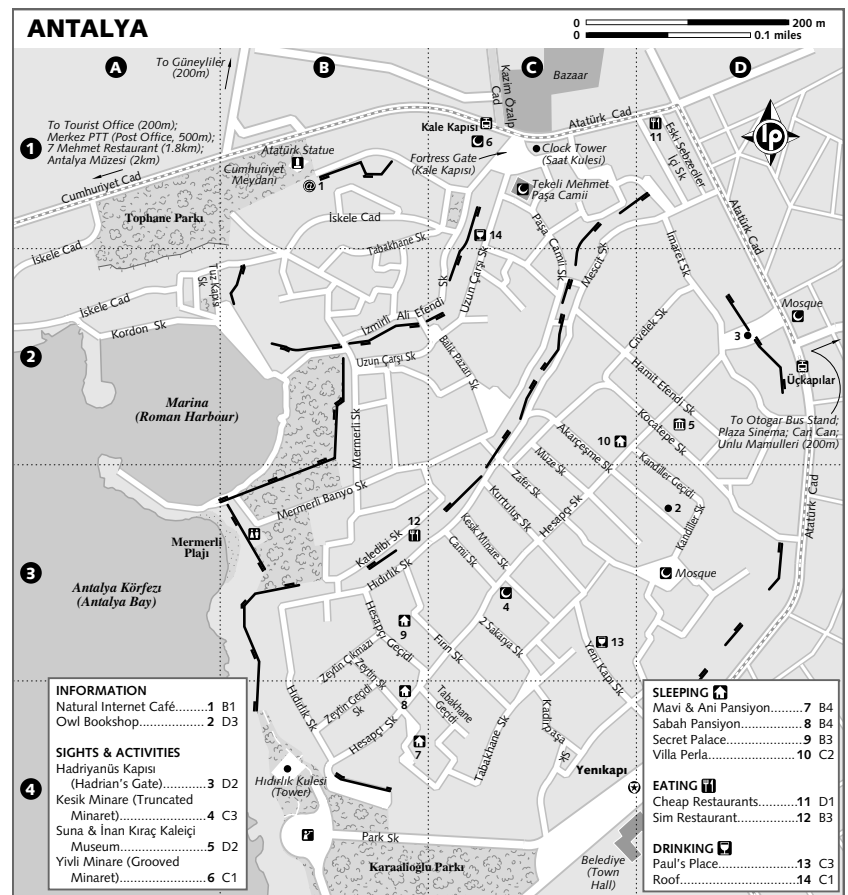 ANTALYA
0 200 m
0 0.1 miles
A
B
C
D
1
2
3
4
To Güneyliler
(200m)
Kazim Özalp
Cad
Bazaar
To Tourist Office (200m);
Merkez PTT (Post Office, 500m);
7 Mehmet Restaurant (1.8km);
Antalya Müzesi (2km)
Cumhuriyet Cad
Atatürk Statue
Cumhuriyet
Meydanı
@ 1
Kale Kapısı
6
Fortress Gate
(Kale Kapısı)
Clock Tower
(Saat Kulesi)
Tekeli Mehmet
Paşa Camii
Atatürk Cad
11
Eski Sebzeciler
İçi Sk
lp
Atatürk Cad
Tophane Parkı
İskele Cad
İskele Cad
Tabakhane Sk
14
Paşa Camii Sk
Mescit Sk
İmaret Sk
İskele Cad
Tuz Kapısı
Sk
Kordon Sk
İzmirli Ali Efendi
Sk
Uzun Çarşı Sk
Uzun Çarşı Sk
Balık Pazarı Sk
Civelek Sk
Hamit Efendi Sk
Kocatepe Sk
3
Mosque
Üçkapılar
To Otogar Bus Stand;
Plaza Sinema; Can Can;
Unlu Mamulleri (200m)
Marina
(Roman Harbour)
Mermerli Sk
Mermerli Banyo Sk
10
5
Akarçeşme Sk
Müze Sk
Zafer Sk
Kurtuluş Sk
Hesapçı Sk
Kandiller Geçidi
2
Kandiller Sk
Atatürk Cad
Mermerli
Plajı
12
Kaledibi Sk
Hıdırlık Sk
Kesik Minare Sk
Camii Sk
4
Mosque
Antalya Körfezi
(Antalya Bay)
Hesapçı Geçidi
9
Fırın Sk
2 Sakarya Sk
13
Yeni Kapı Sk
Zeytin Çıkmazı
Zeytin Sk
Zeytin Geçidi
Sk
8
Tabakhane
Geçidi
Hıdırlık Sk
Hesapçı Sk
7
Tabakhane Sk
Kadirpaşa
Sk
Hıdırlık Kulesi
(Tower)
Yenıkapı
Park Sk
Karaalioğlu Parkı
Belediye
(Town
Hall)
INFORMATION
Natural Internet Café........1 B1
Owl Bookshop..................2 D3
SIGHTS & ACTIVITIES
Hadriyanüs Kapısı
(Hadrian's Gate)............3 D2
Kesik Minare (Truncated
Minaret)........................4 C3
Suna & İnan Kıraç Kaleiçi
Museum.......................5 D2
Yivli Minare (Grooved
Minaret)........................6 C1
SLEEPING
Mavi & Ani Pansiyon........7 B4
Sabah Pansiyon................8 B4
Secret Palace....................9 B3
Villa Perla.......................10 C2
EATING
Cheap Restaurants..........11 D1
Sim Restaurant...............12 B3
DRINKING
Paul's Place....................13 C3
Roof..............................14 C1